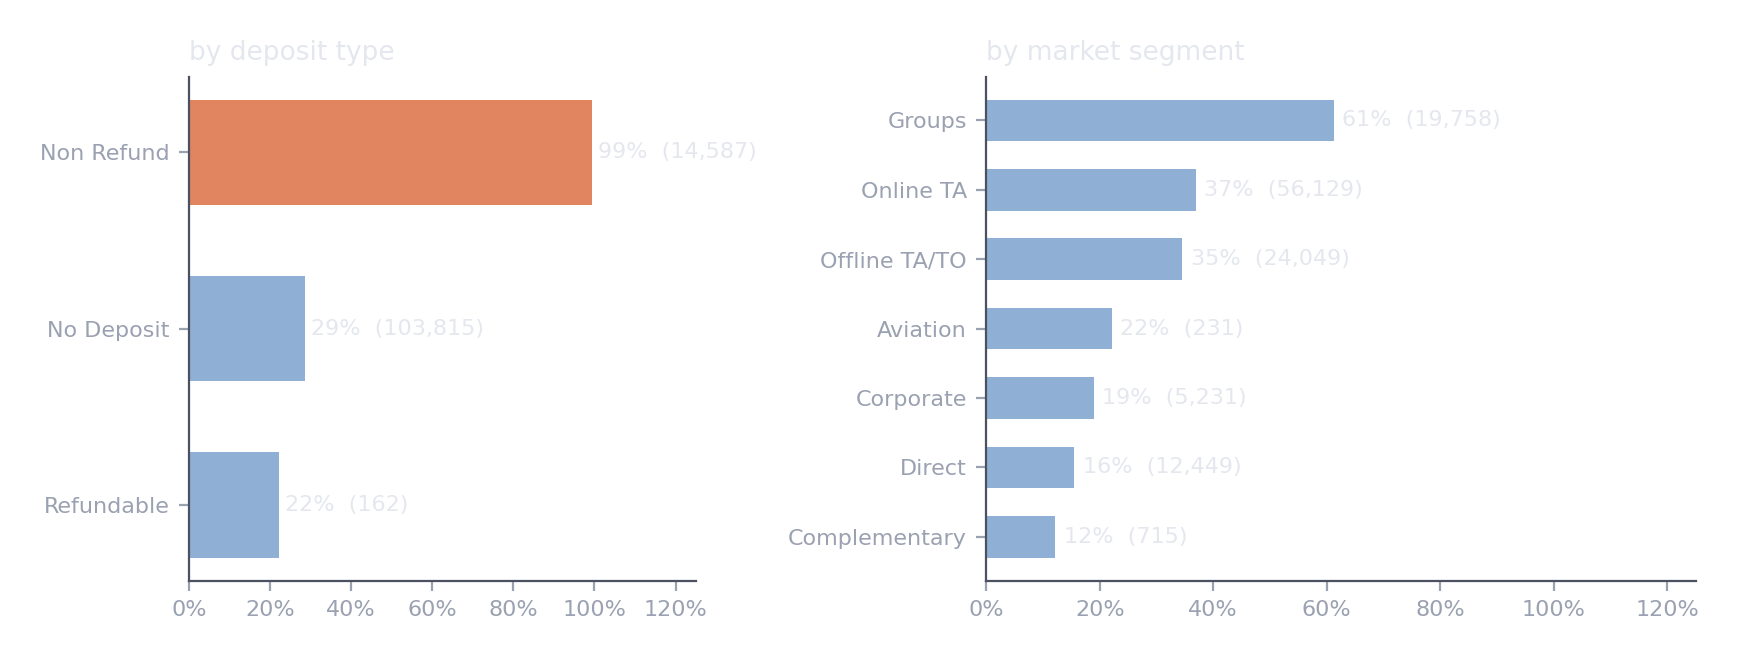 by deposit type
Non Refund
99% (14,587)
No Deposit
29% (103,815)
Refundable
22% (162)
0% 20% 40% 60% 80% 100% 120%
by market segment
Groups
61% (19,758)
Online TA
37% (56,129)
Offline TA/TO
35% (24,049)
Aviation
22% (231)
Corporate
19% (5,231)
Direct
16% (12,449)
Complementary
12% (715)
0% 20% 40% 60% 80% 100% 120%